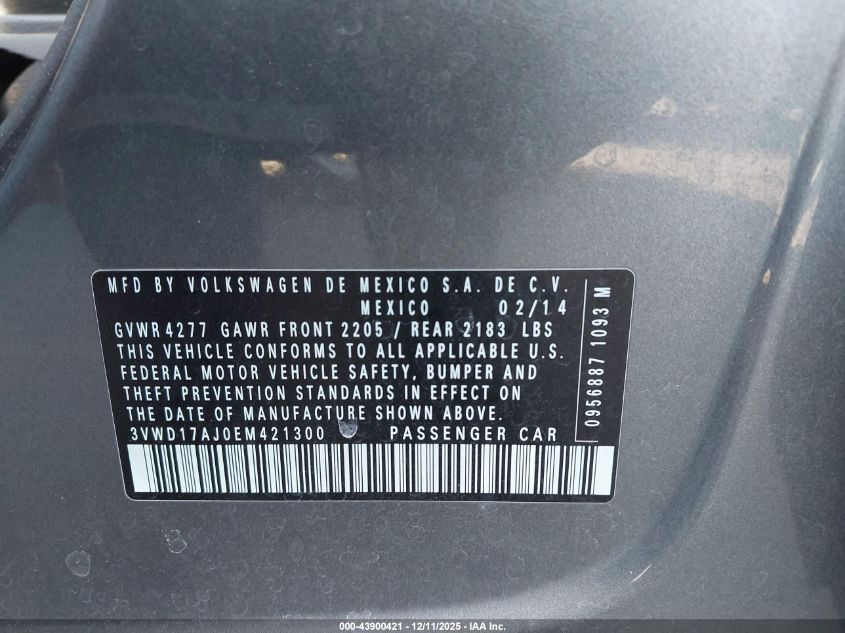 MFD BY VOLKSWAGEN DE MEXICO S.A. DE C.V.
MEXICO 02/14
GVWR 4277 GAWR FRONT 2205 / REAR 2183 LBS
THIS VEHICLE CONFORMS TO ALL APPLICABLE U.S.
FEDERAL MOTOR VEHICLE SAFETY, BUMPER AND
THEFT PREVENTION STANDARDS IN EFFECT ON
THE DATE OF MANUFACTURE SHOWN ABOVE.
3VWD17AJ0EM421300 PASSENGER CAR
0956887 1093 M
000-43900421 - 12/11/2025 - IAA Inc.